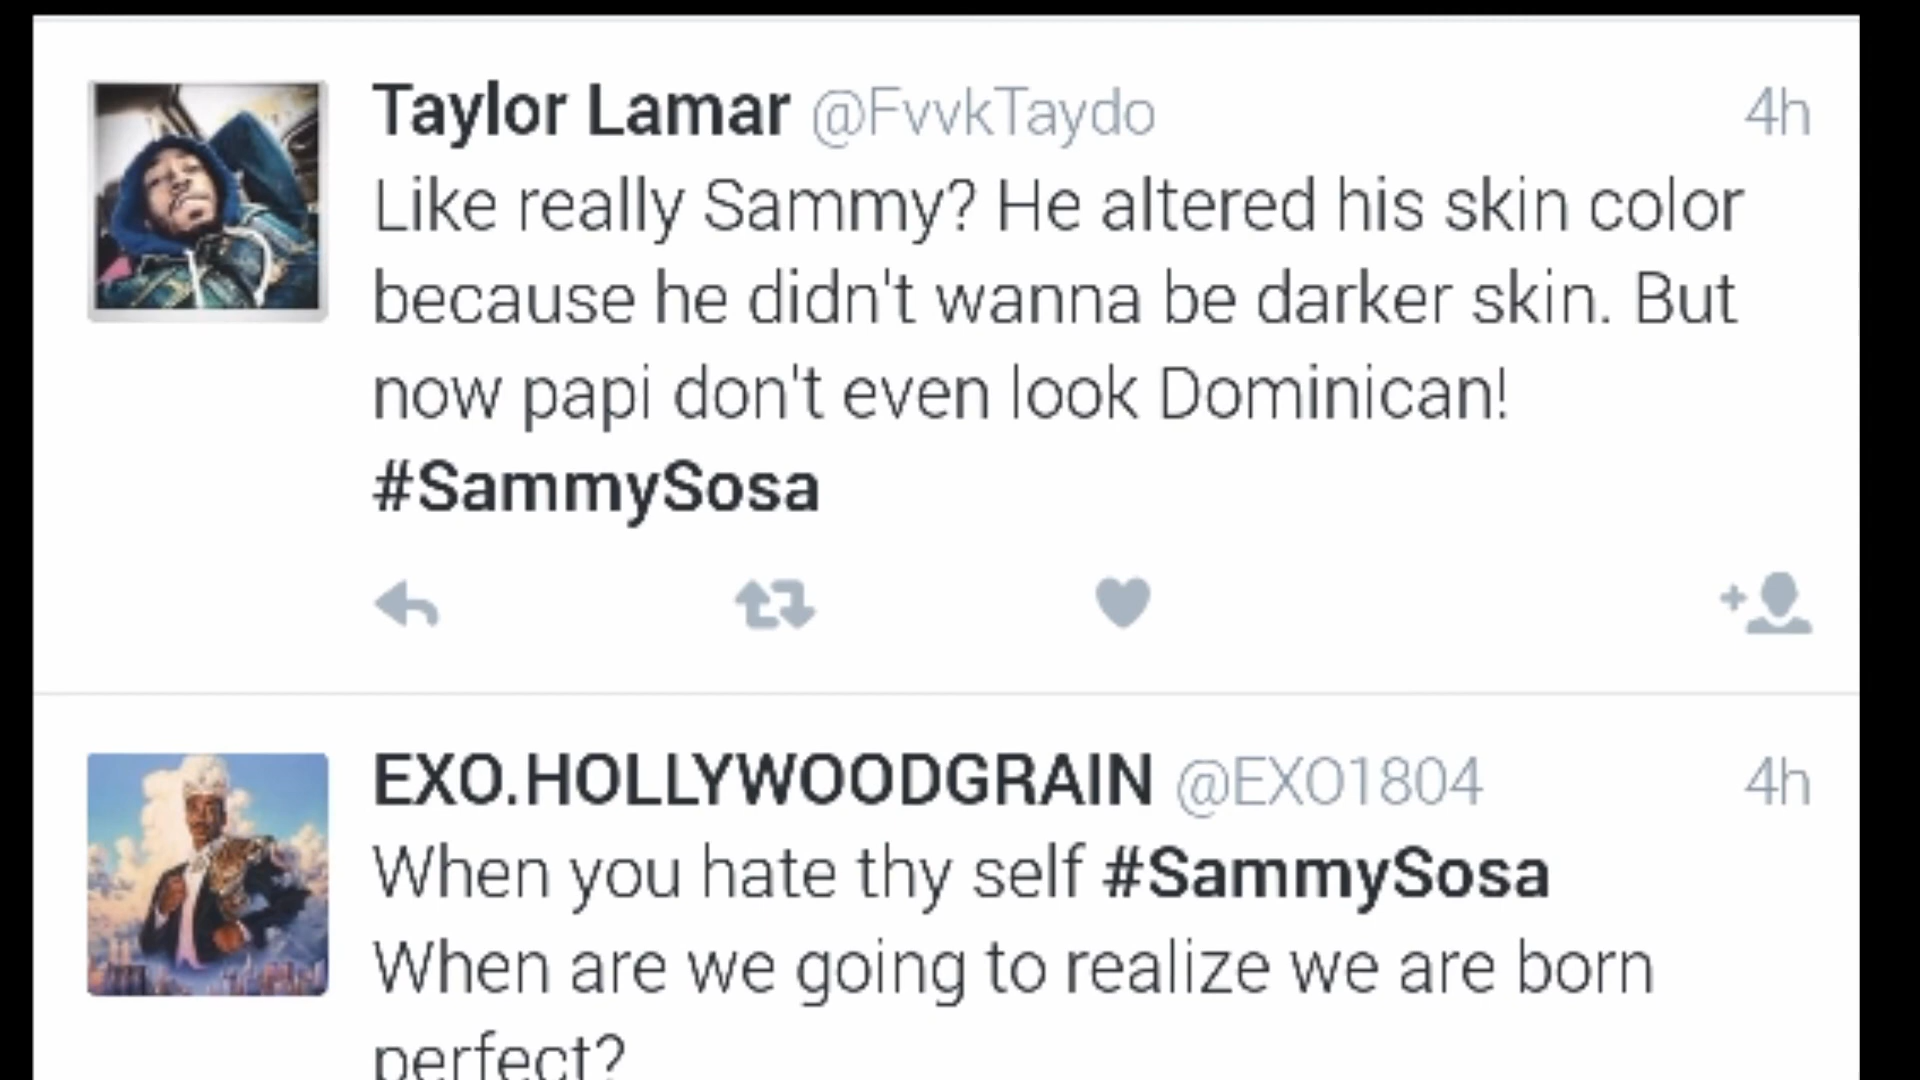 Taylor Lamar @FvvkTaydo 4h
Like really Sammy? He altered his skin color
because he didn't wanna be darker skin. But
now papi don't even look Dominican!
#SammySosa
EXO.HOLLYWOODGRAIN @EXO1804 4h
When you hate thy self #SammySosa
When are we going to realize we are born
perfect?